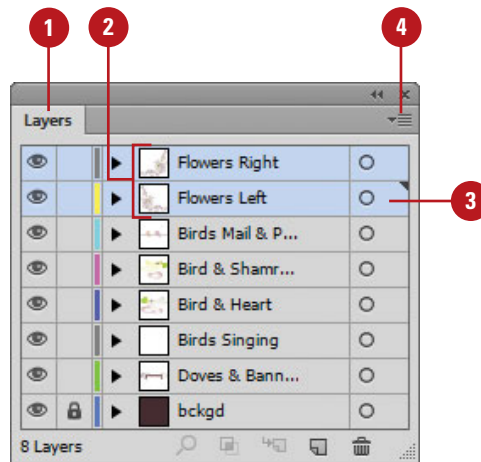 1 2 4
Layers
Flowers Right
Flowers Left
3
Birds Mail & P...
Bird & Shamr...
Bird & Heart
Birds Singing
Doves & Bann...
bckgd
8 Layers